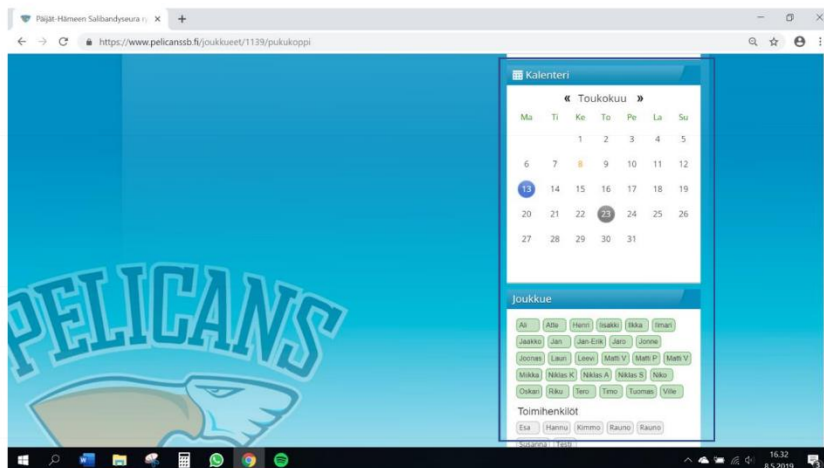 Päijät-Hämeen Salibandyseura ry
https://www.pelicanssb.fi/joukkueet/1139/pukukoppi
Kalenteri
« Toukokuu »
Ma Ti Ke To Pe La Su
1 2 3 4 5
6 7 8 9 10 11 12
13 14 15 16 17 18 19
20 21 22 23 24 25 26
27 28 29 30 31
PELICANS
Joukkue
Ali Atte Henri Iisakki Ilkka Ilmari
Jaakko Jan Jan-Erik Jaro Jonne
Joonas Lauri Leevi Matti V Matti P Matti V
Miikka Niklas K Niklas A Niklas S Niko
Oskari Riku Tero Timo Tuomas Ville
Toimihenkilöt
Esa Hannu Kimmo Rauno Rauno
Susanna Testi
16.32
8.5.2019